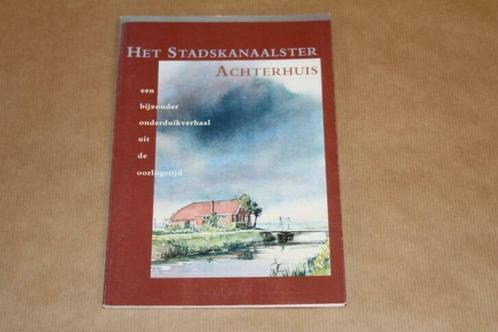 Het Stadskanaalster
Achterhuis
een
bijzonder
onderduikverhaal
uit
de
oorlogstijd